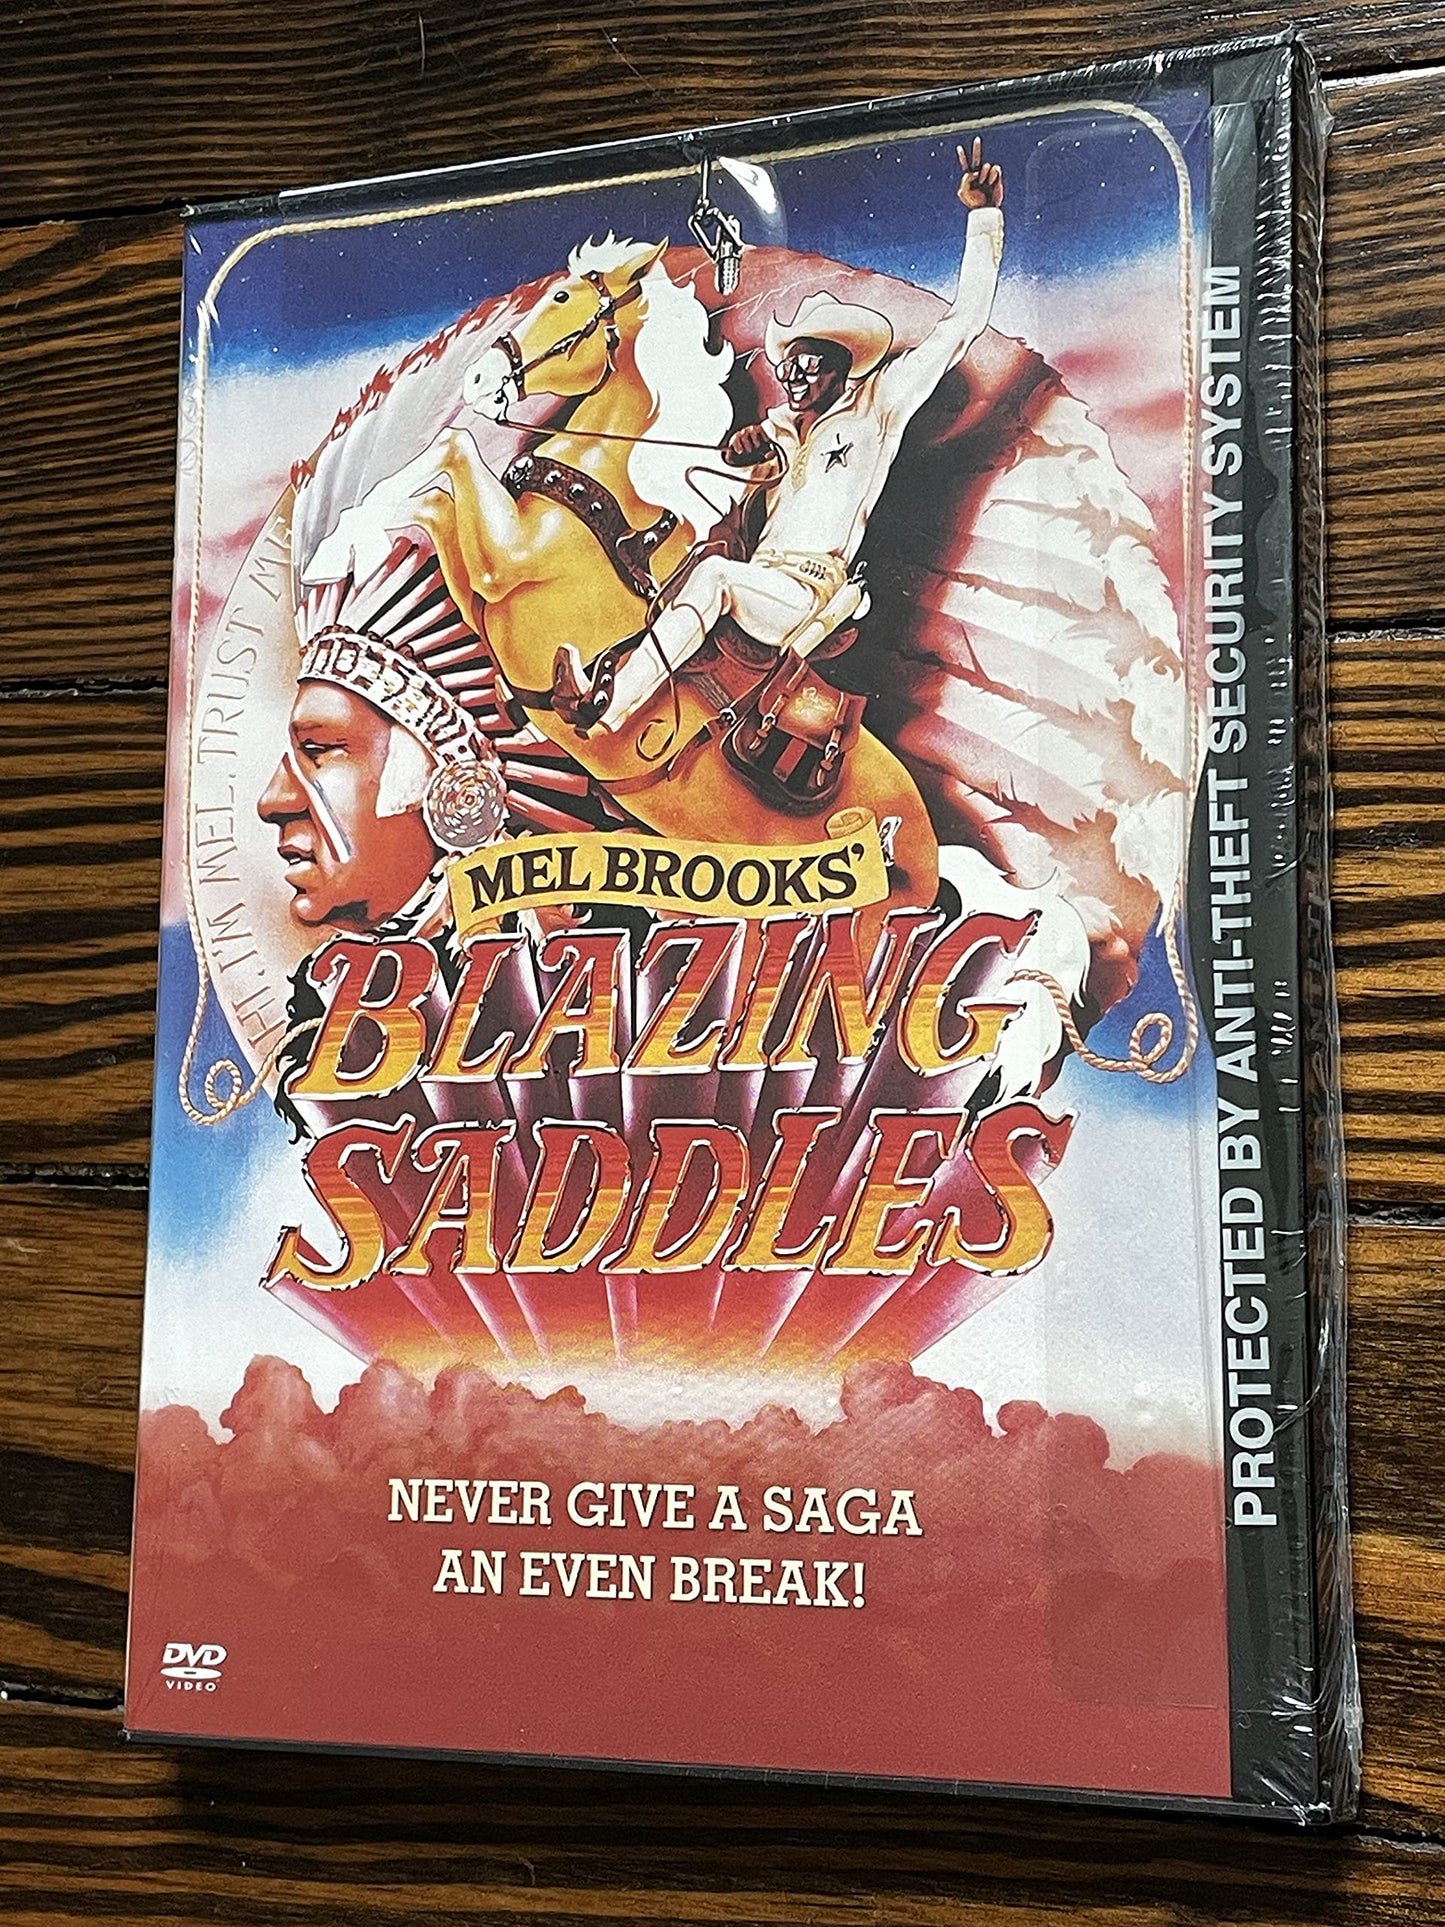 HI. I'M MEL. TRUST ME
MEL BROOKS'
BLAZING
SADDLES
NEVER GIVE A SAGA
AN EVEN BREAK!
DVD
VIDEO
PROTECTED BY ANTI-THEFT SECURITY SYSTEM